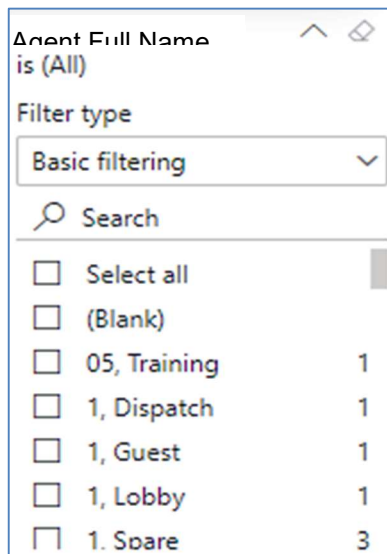 Agent Full Name
is (All)
Filter type
Basic filtering
Search
Select all
(Blank)
05, Training 1
1, Dispatch 1
1, Guest 1
1, Lobby 1
1, Spare 3